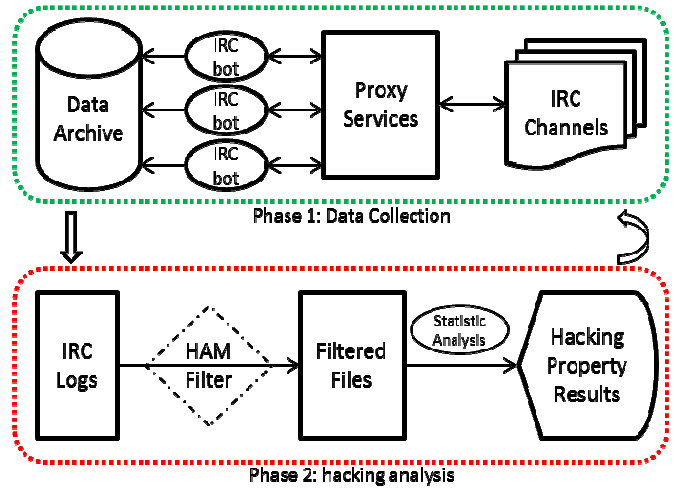 Data
Archive
IRC
bot
IRC
bot
IRC
bot
Proxy
Services
IRC
Channels
Phase 1: Data Collection
IRC
Logs
HAM
Filter
Filtered
Files
Statistic
Analysis
Hacking
Property
Results
Phase 2: hacking analysis